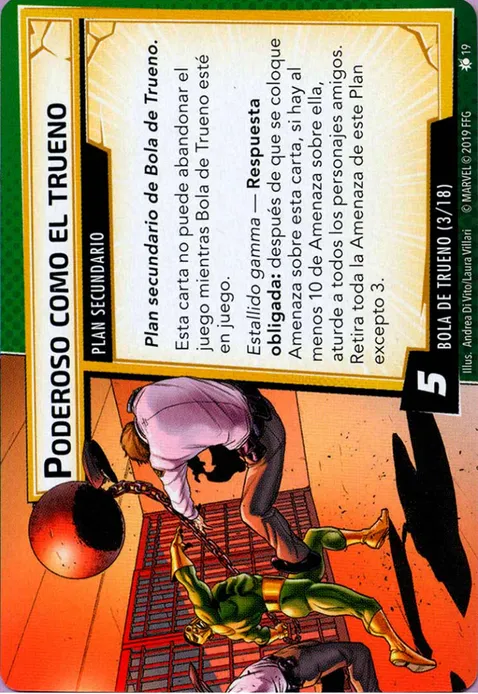 PODEROSO COMO EL TRUENO
PLAN SECUNDARIO
Plan secundario de Bola de Trueno.
Esta carta no puede abandonar el
juego mientras Bola de Trueno esté
en juego.
Estallido gamma — Respuesta
obligada: después de que se coloque
Amenaza sobre esta carta, si hay al
menos 10 de Amenaza sobre ella,
aturde a todos los personajes amigos.
Retira toda la Amenaza de este Plan
excepto 3.
5
BOLA DE TRUENO (3/18)
Illus. Andrea Di Vito/Laura Villari © MARVEL © 2019 FFG
19